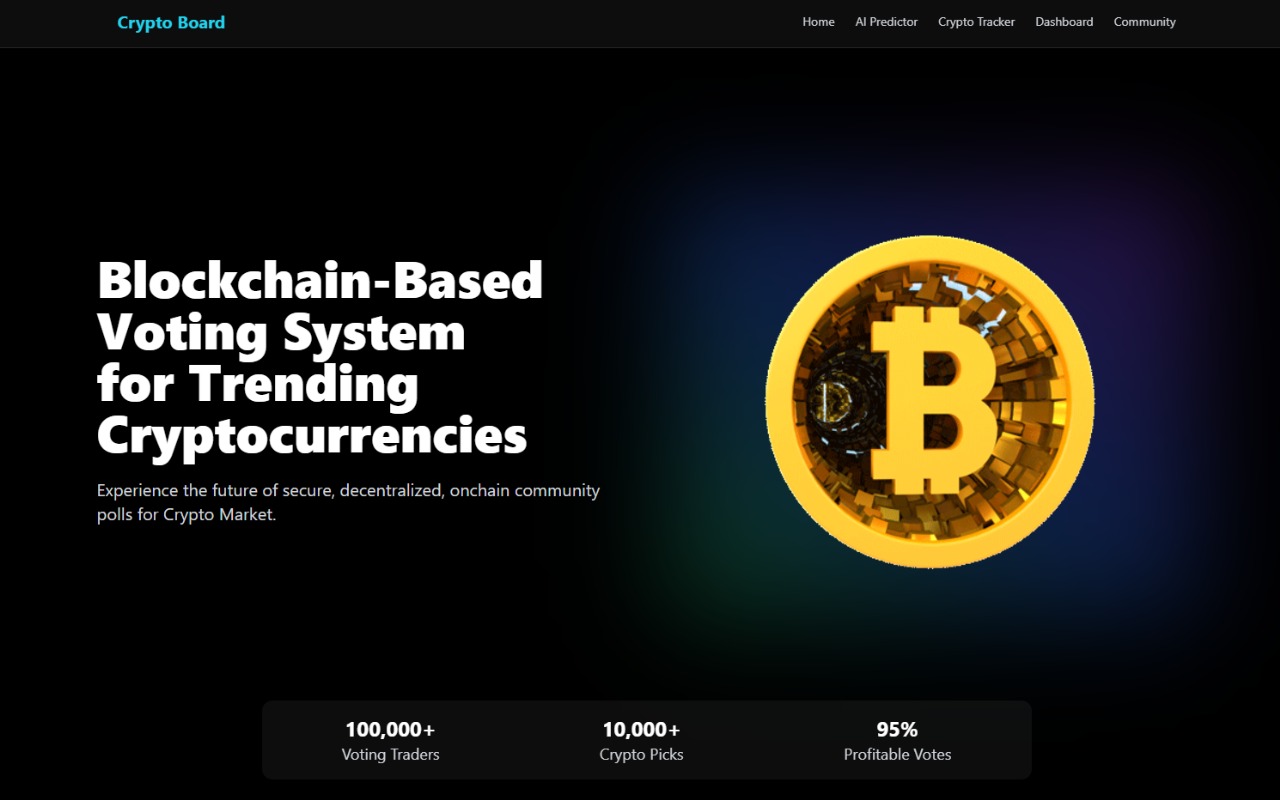 Crypto Board
Home AI Predictor Crypto Tracker Dashboard Community
Blockchain-Based
Voting System
for Trending
Cryptocurrencies
Experience the future of secure, decentralized, onchain community
polls for Crypto Market.
100,000+ 10,000+ 95%
Voting Traders Crypto Picks Profitable Votes